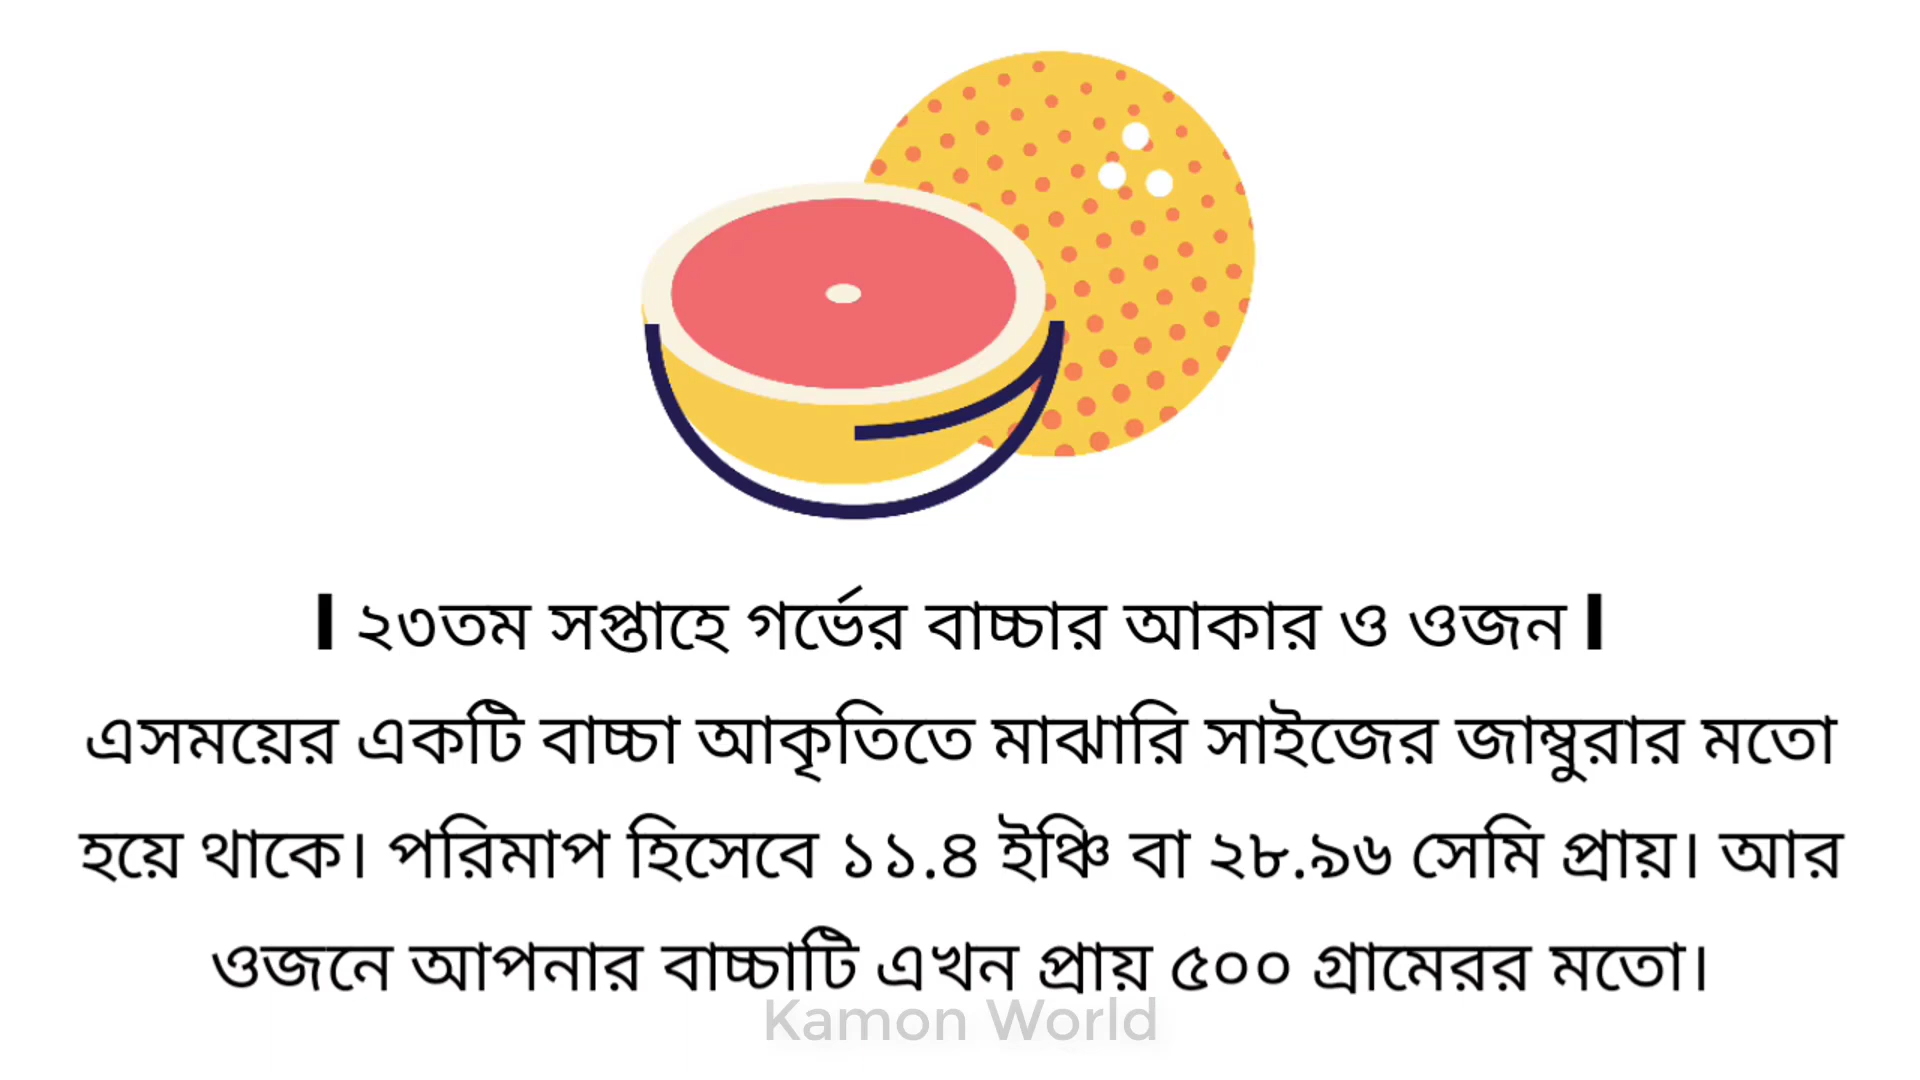 । ২৩তম সপ্তাহে গর্ভের বাচ্চার আকার ও ওজন ।
এসময়ের একটি বাচ্চা আকৃতিতে মাঝারি সাইজের জাম্বুরার মতো
হয়ে থাকে। পরিমাপ হিসেবে ১১.৪ ইঞ্চি বা ২৮.৯৬ সেমি প্রায়। আর
ওজনে আপনার বাচ্চাটি এখন প্রায় ৫০০ গ্রামেরর মতো।
Kamon World